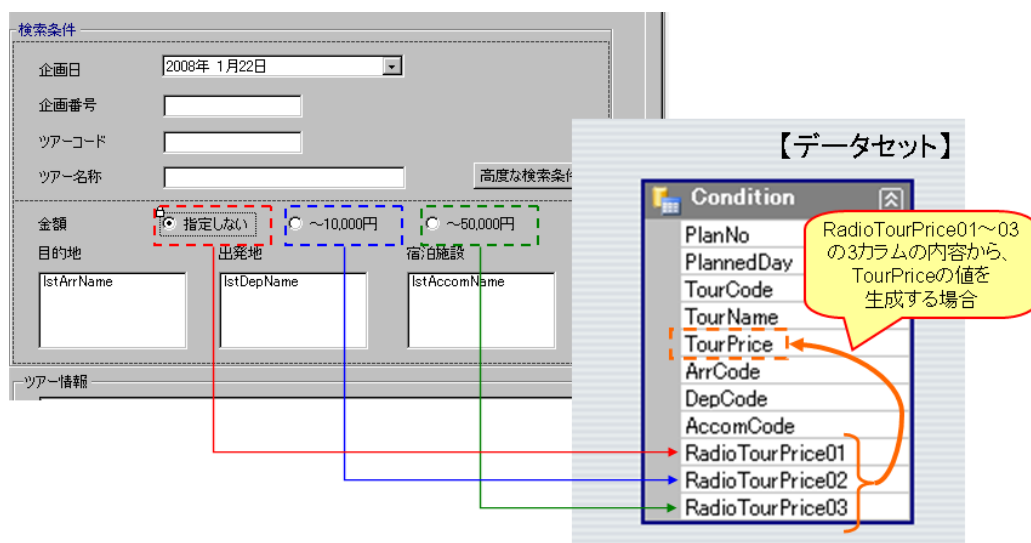 検索条件
企画日
2008年 1月22日
企画番号
ツアーコード
ツアー名称
高度な検索条件
金額
指定しない
～10,000円
～50,000円
目的地
出発地
宿泊施設
lstArrName
lstDepName
lstAccomName
ツアー情報
【データセット】
Condition
PlanNo
PlannedDay
TourCode
TourName
TourPrice
ArrCode
DepCode
AccomCode
RadioTourPrice01
RadioTourPrice02
RadioTourPrice03
RadioTourPrice01～03
の3カラムの内容から、
TourPriceの値を
生成する場合